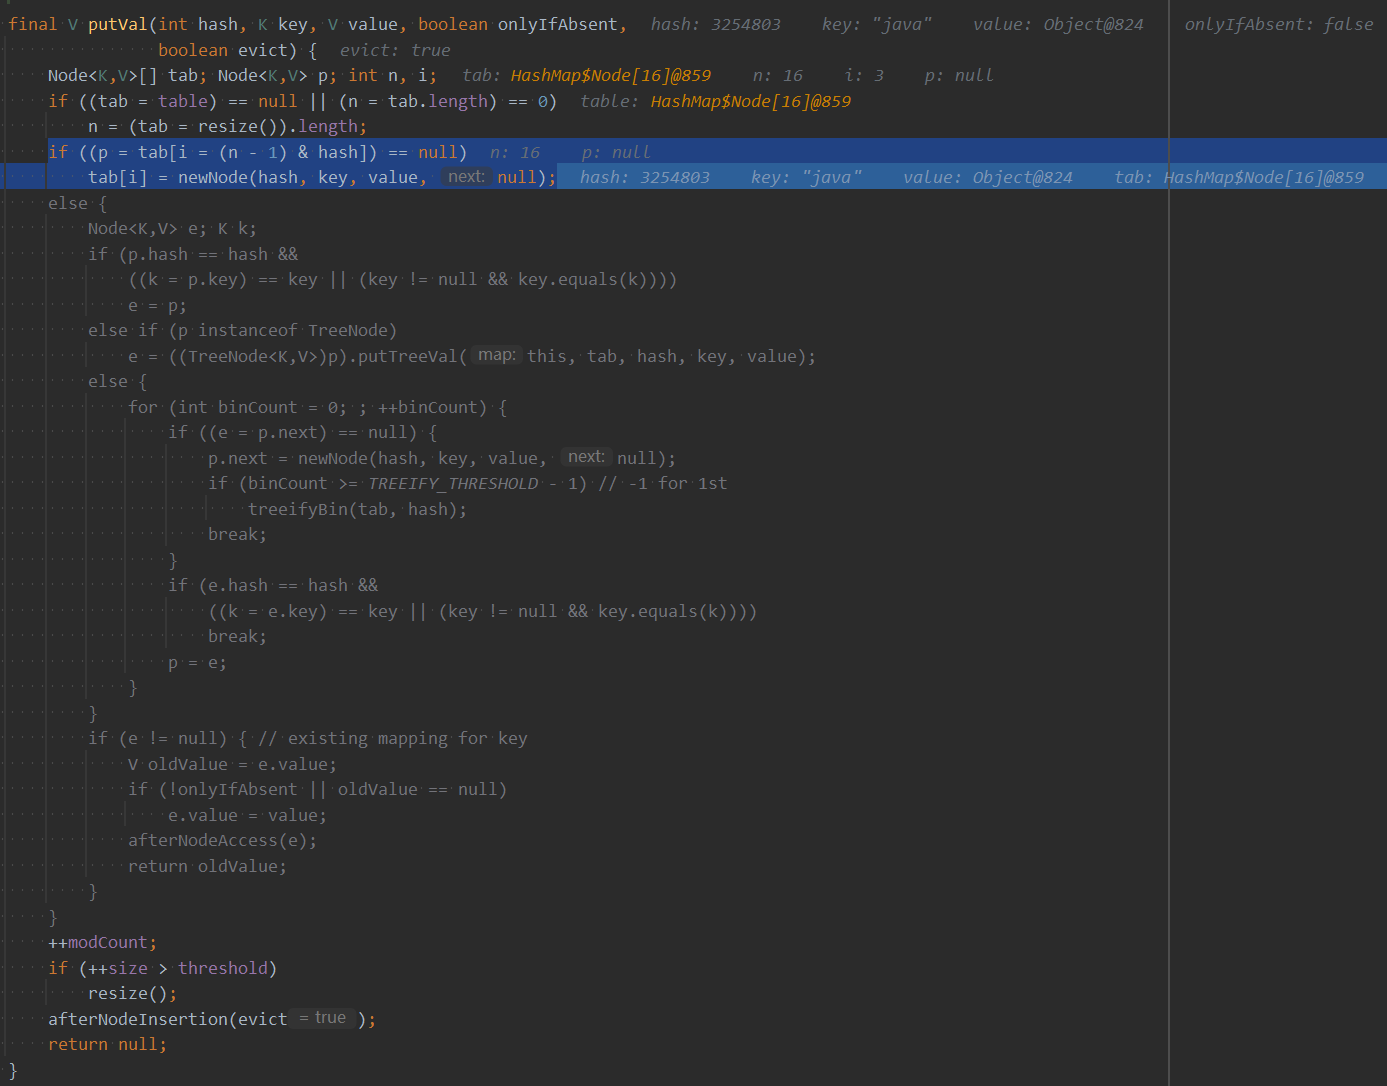 final V putVal(int hash, K key, V value, boolean onlyIfAbsent,  hash: 3254803  key: "java"  value: Object@824  onlyIfAbsent: false
               boolean evict) {  evict: true
    Node<K,V>[] tab; Node<K,V> p; int n, i;  tab: HashMap$Node[16]@859  n: 16  i: 3  p: null
    if ((tab = table) == null || (n = tab.length) == 0)  table: HashMap$Node[16]@859
        n = (tab = resize()).length;
    if ((p = tab[i = (n - 1) & hash]) == null)  n: 16  p: null
        tab[i] = newNode(hash, key, value, next: null);  hash: 3254803  key: "java"  value: Object@824  tab: HashMap$Node[16]@859
    else {
        Node<K,V> e; K k;
        if (p.hash == hash &&
            ((k = p.key) == key || (key != null && key.equals(k))))
            e = p;
        else if (p instanceof TreeNode)
            e = ((TreeNode<K,V>)p).putTreeVal( map: this, tab, hash, key, value);
        else {
            for (int binCount = 0; ; ++binCount) {
                if ((e = p.next) == null) {
                    p.next = newNode(hash, key, value, next: null);
                    if (binCount >= TREEIFY_THRESHOLD - 1) // -1 for 1st
                        treeifyBin(tab, hash);
                    break;
                }
                if (e.hash == hash &&
                    ((k = e.key) == key || (key != null && key.equals(k))))
                    break;
                p = e;
            }
        }
        if (e != null) { // existing mapping for key
            V oldValue = e.value;
            if (!onlyIfAbsent || oldValue == null)
                e.value = value;
            afterNodeAccess(e);
            return oldValue;
        }
    }
    ++modCount;
    if (++size > threshold)
        resize();
    afterNodeInsertion(evict = true );
    return null;
}